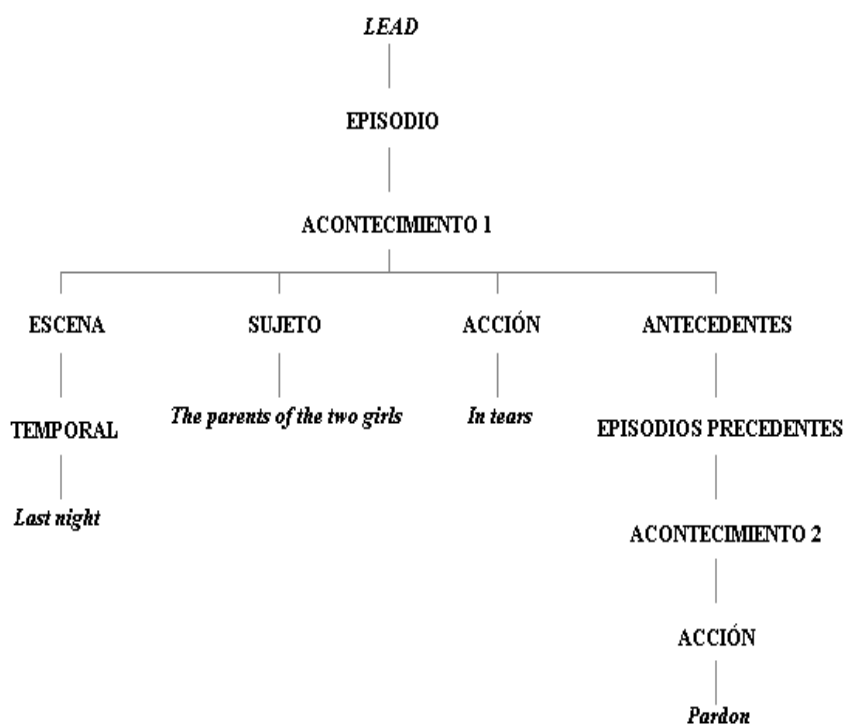 LEAD
EPISODIO
ACONTECIMIENTO 1
ESCENA SUJETO ACCIÓN ANTECEDENTES
The parents of the two girls In tears
TEMPORAL EPISODIOS PRECEDENTES
Last night
ACONTECIMIENTO 2
ACCIÓN
Pardon